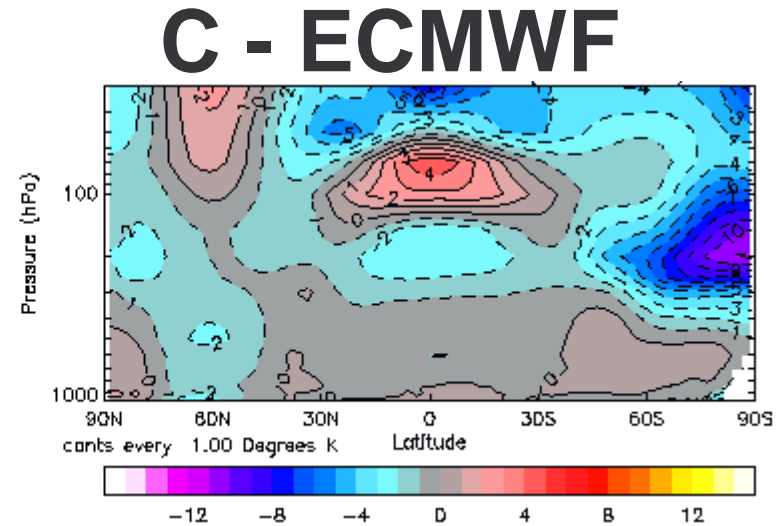 C - ECMWF
Pressure (hPa)
100
1000
90N 60N 30N 0 30S 60S 90S
conts every 1.00 Degrees K
Latitude
-12 -8 -4 0 4 8 12